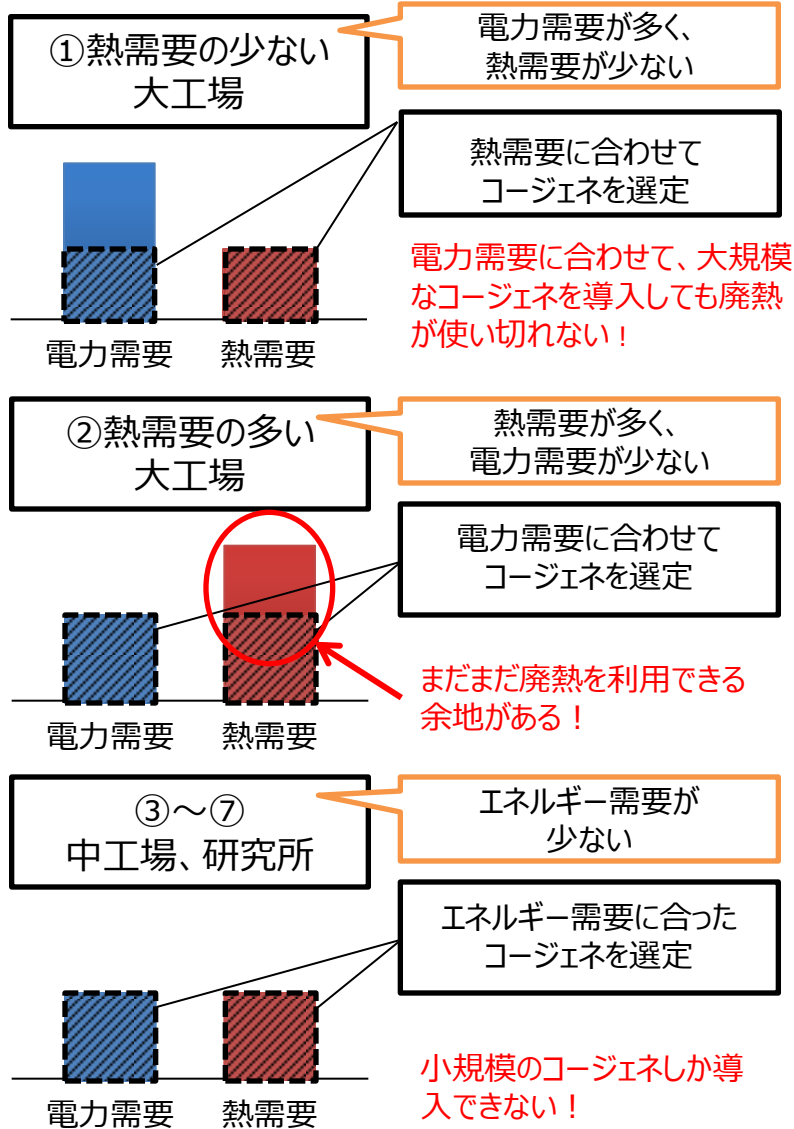 ①熱需要の少ない
大工場
電力需要が多く、
熱需要が少ない
熱需要に合わせて
コージェネを選定
電力需要に合わせて、大規模
なコージェネを導入しても廃熱
が使い切れない！
電力需要
熱需要
②熱需要の多い
大工場
熱需要が多く、
電力需要が少ない
電力需要に合わせて
コージェネを選定
まだまだ廃熱を利用できる
余地がある！
電力需要
熱需要
③～⑦
中工場、研究所
エネルギー需要が
少ない
エネルギー需要に合った
コージェネを選定
小規模のコージェネしか導
入できない！
電力需要
熱需要